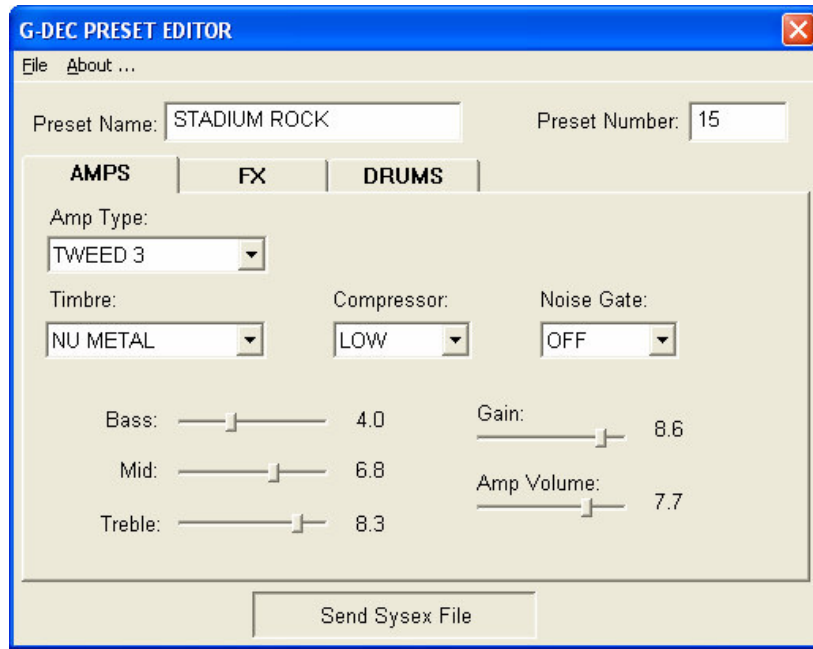 G-DEC PRESET EDITOR
File About ...
Preset Name: STADIUM ROCK Preset Number: 15
AMPS FX DRUMS
Amp Type:
TWEED 3
Timbre: Compressor: Noise Gate:
NU METAL LOW OFF
Bass: 4.0 Gain: 8.6
Mid: 6.8 Amp Volume: 7.7
Treble: 8.3
Send Sysex File